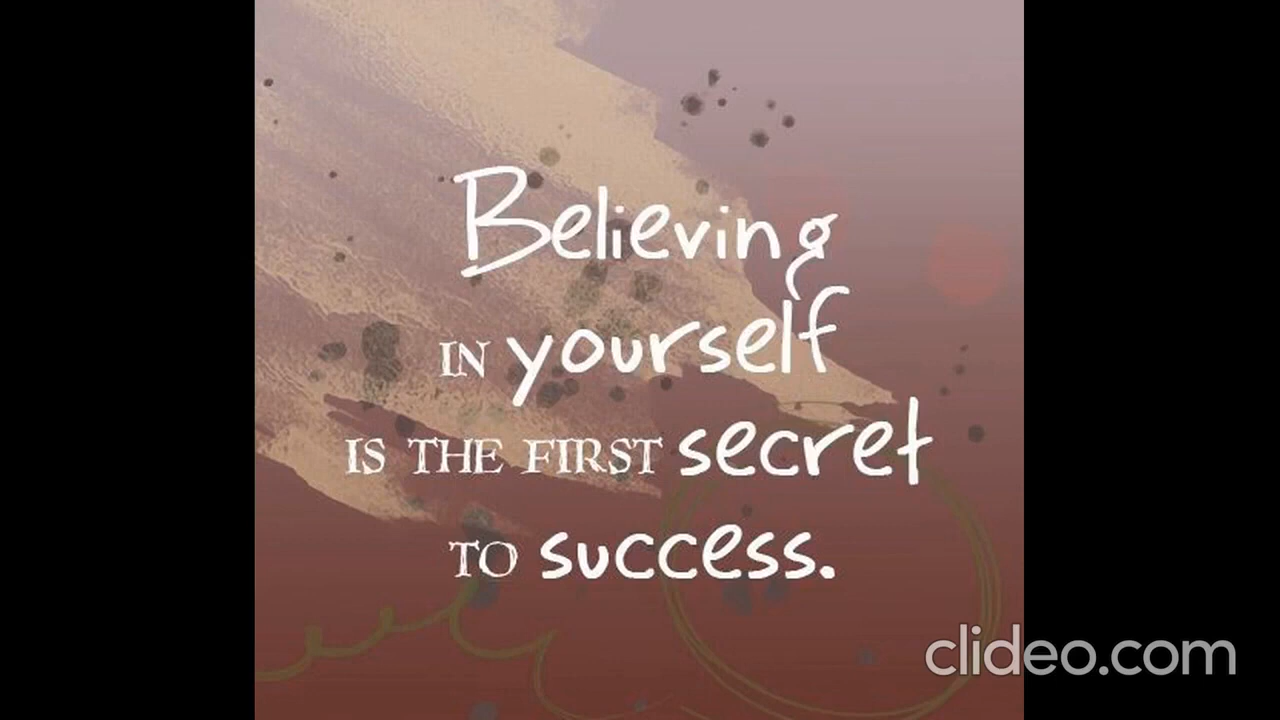 Believing
IN yourself
IS THE FIRST secret
TO success.
clideo.com